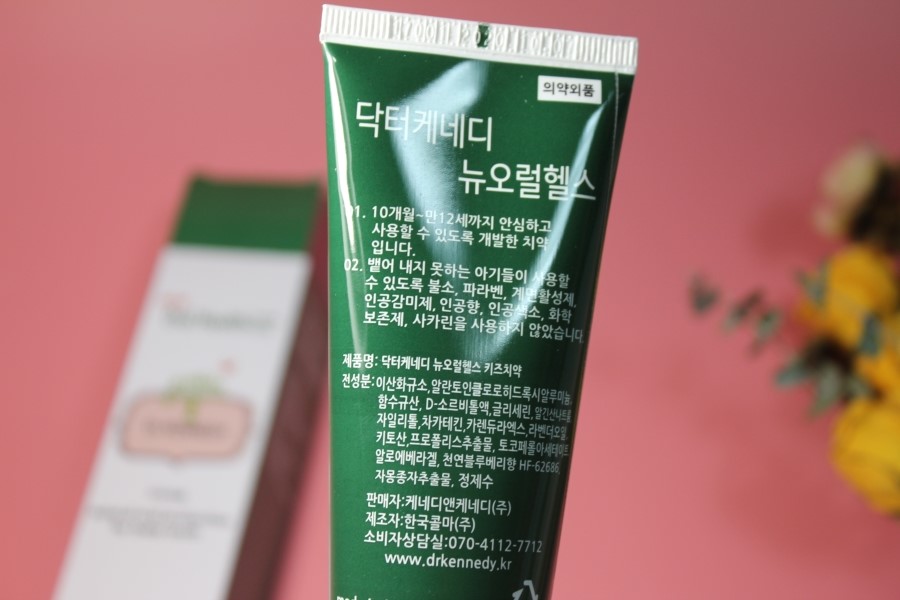 의약외품
닥터케네디
뉴오럴헬스
01. 10개월~만12세까지 안심하고
사용할 수 있도록 개발한 치약
입니다.
02. 뱉어 내지 못하는 아기들이 사용할
수 있도록 불소, 파라벤, 계면활성제,
인공감미제, 인공향, 인공색소, 화학
보존제, 사카린을 사용하지 않았습니다.
제품명: 닥터케네디 뉴오럴헬스 키즈치약
전성분:이산화규소,알란토인클로로히드록시알루미늄,
함수규산, D-소르비톨액,글리세린,알긴산나트륨,
자일리톨,차카테킨,카렌듀라엑스,라벤더오일,
키토산,프로폴리스추출물, 토코페롤아세테이트,
알로에베라겔, 천연블루베리향 HF-62686,
자몽종자추출물, 정제수
판매자:케네디앤케네디(주)
제조자:한국콜마(주)
소비자상담실:070-4112-7712
www.drkennedy.kr